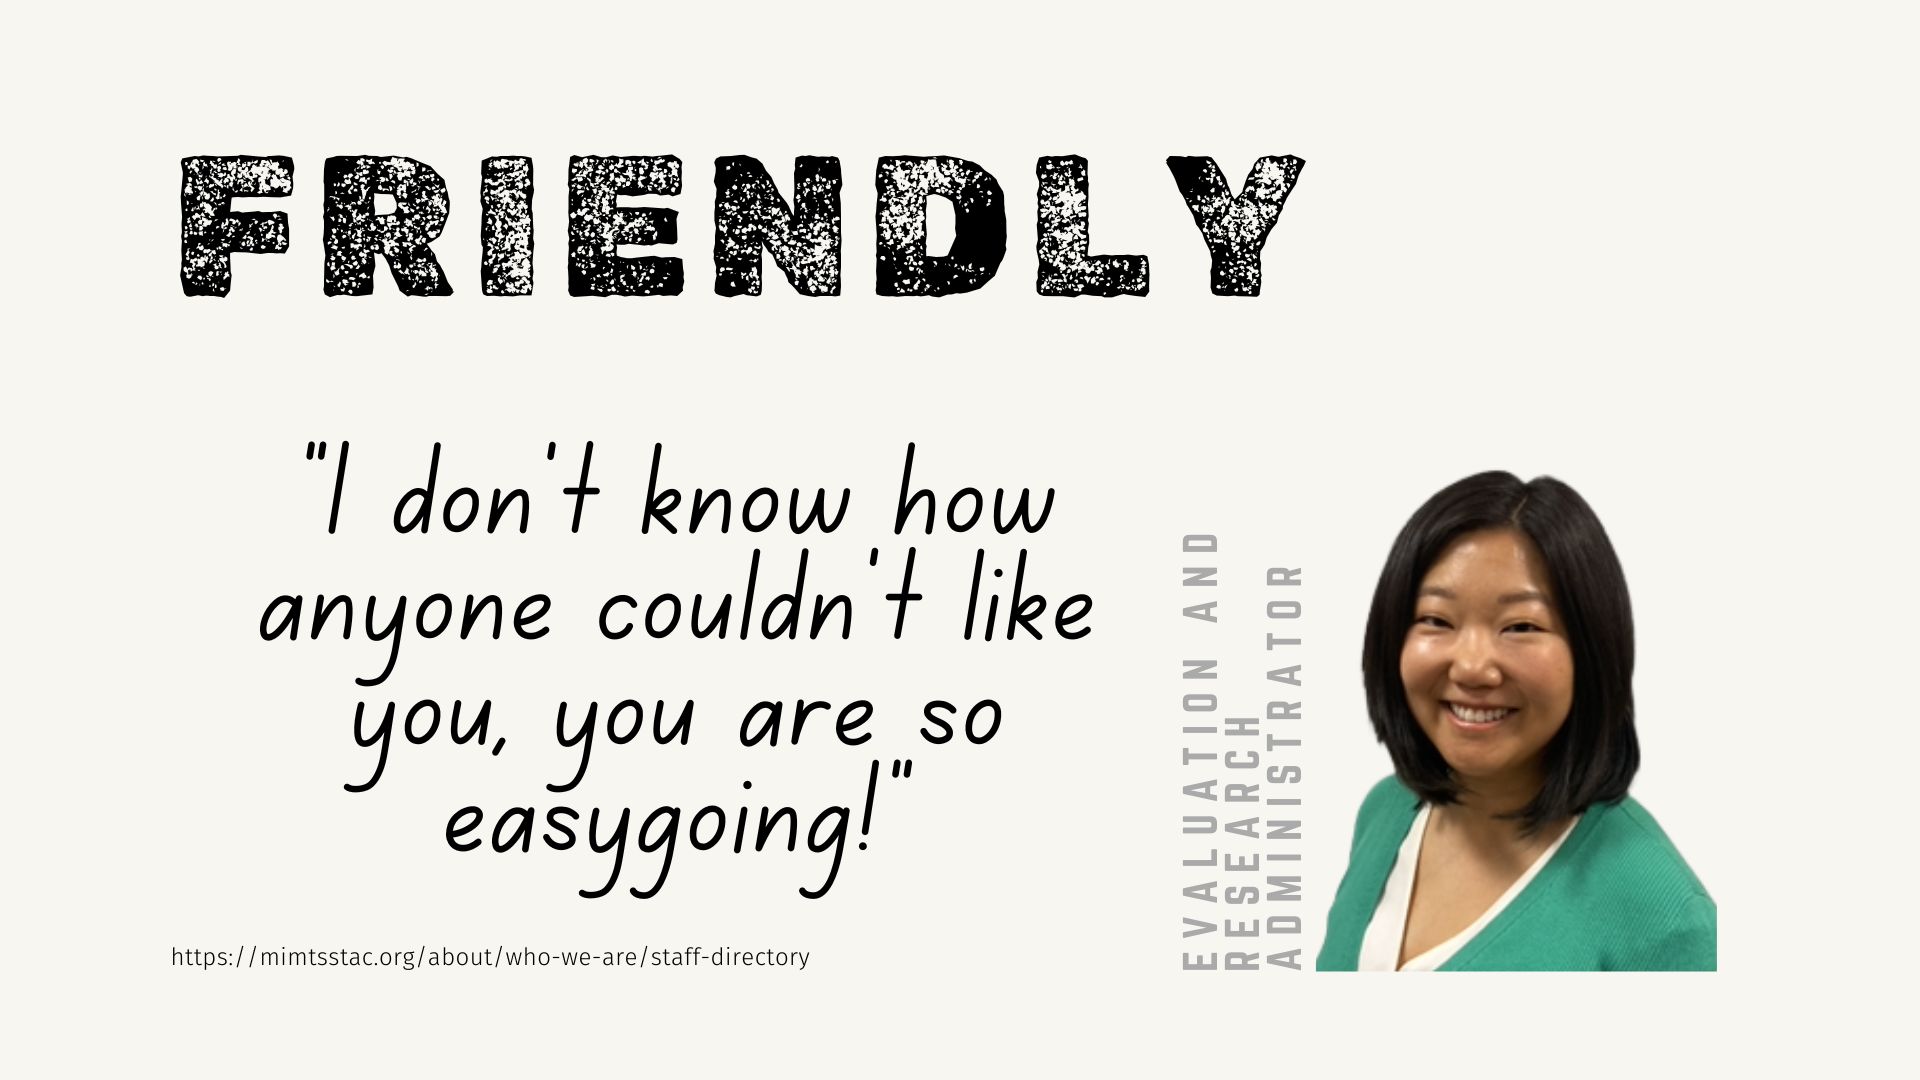 FRIENDLY
"I don't know how
anyone couldn't like
you, you are so
easygoing!"
https://mimtsstac.org/about/who-we-are/staff-directory
EVALUATION AND
RESEARCH
ADMINISTRATOR